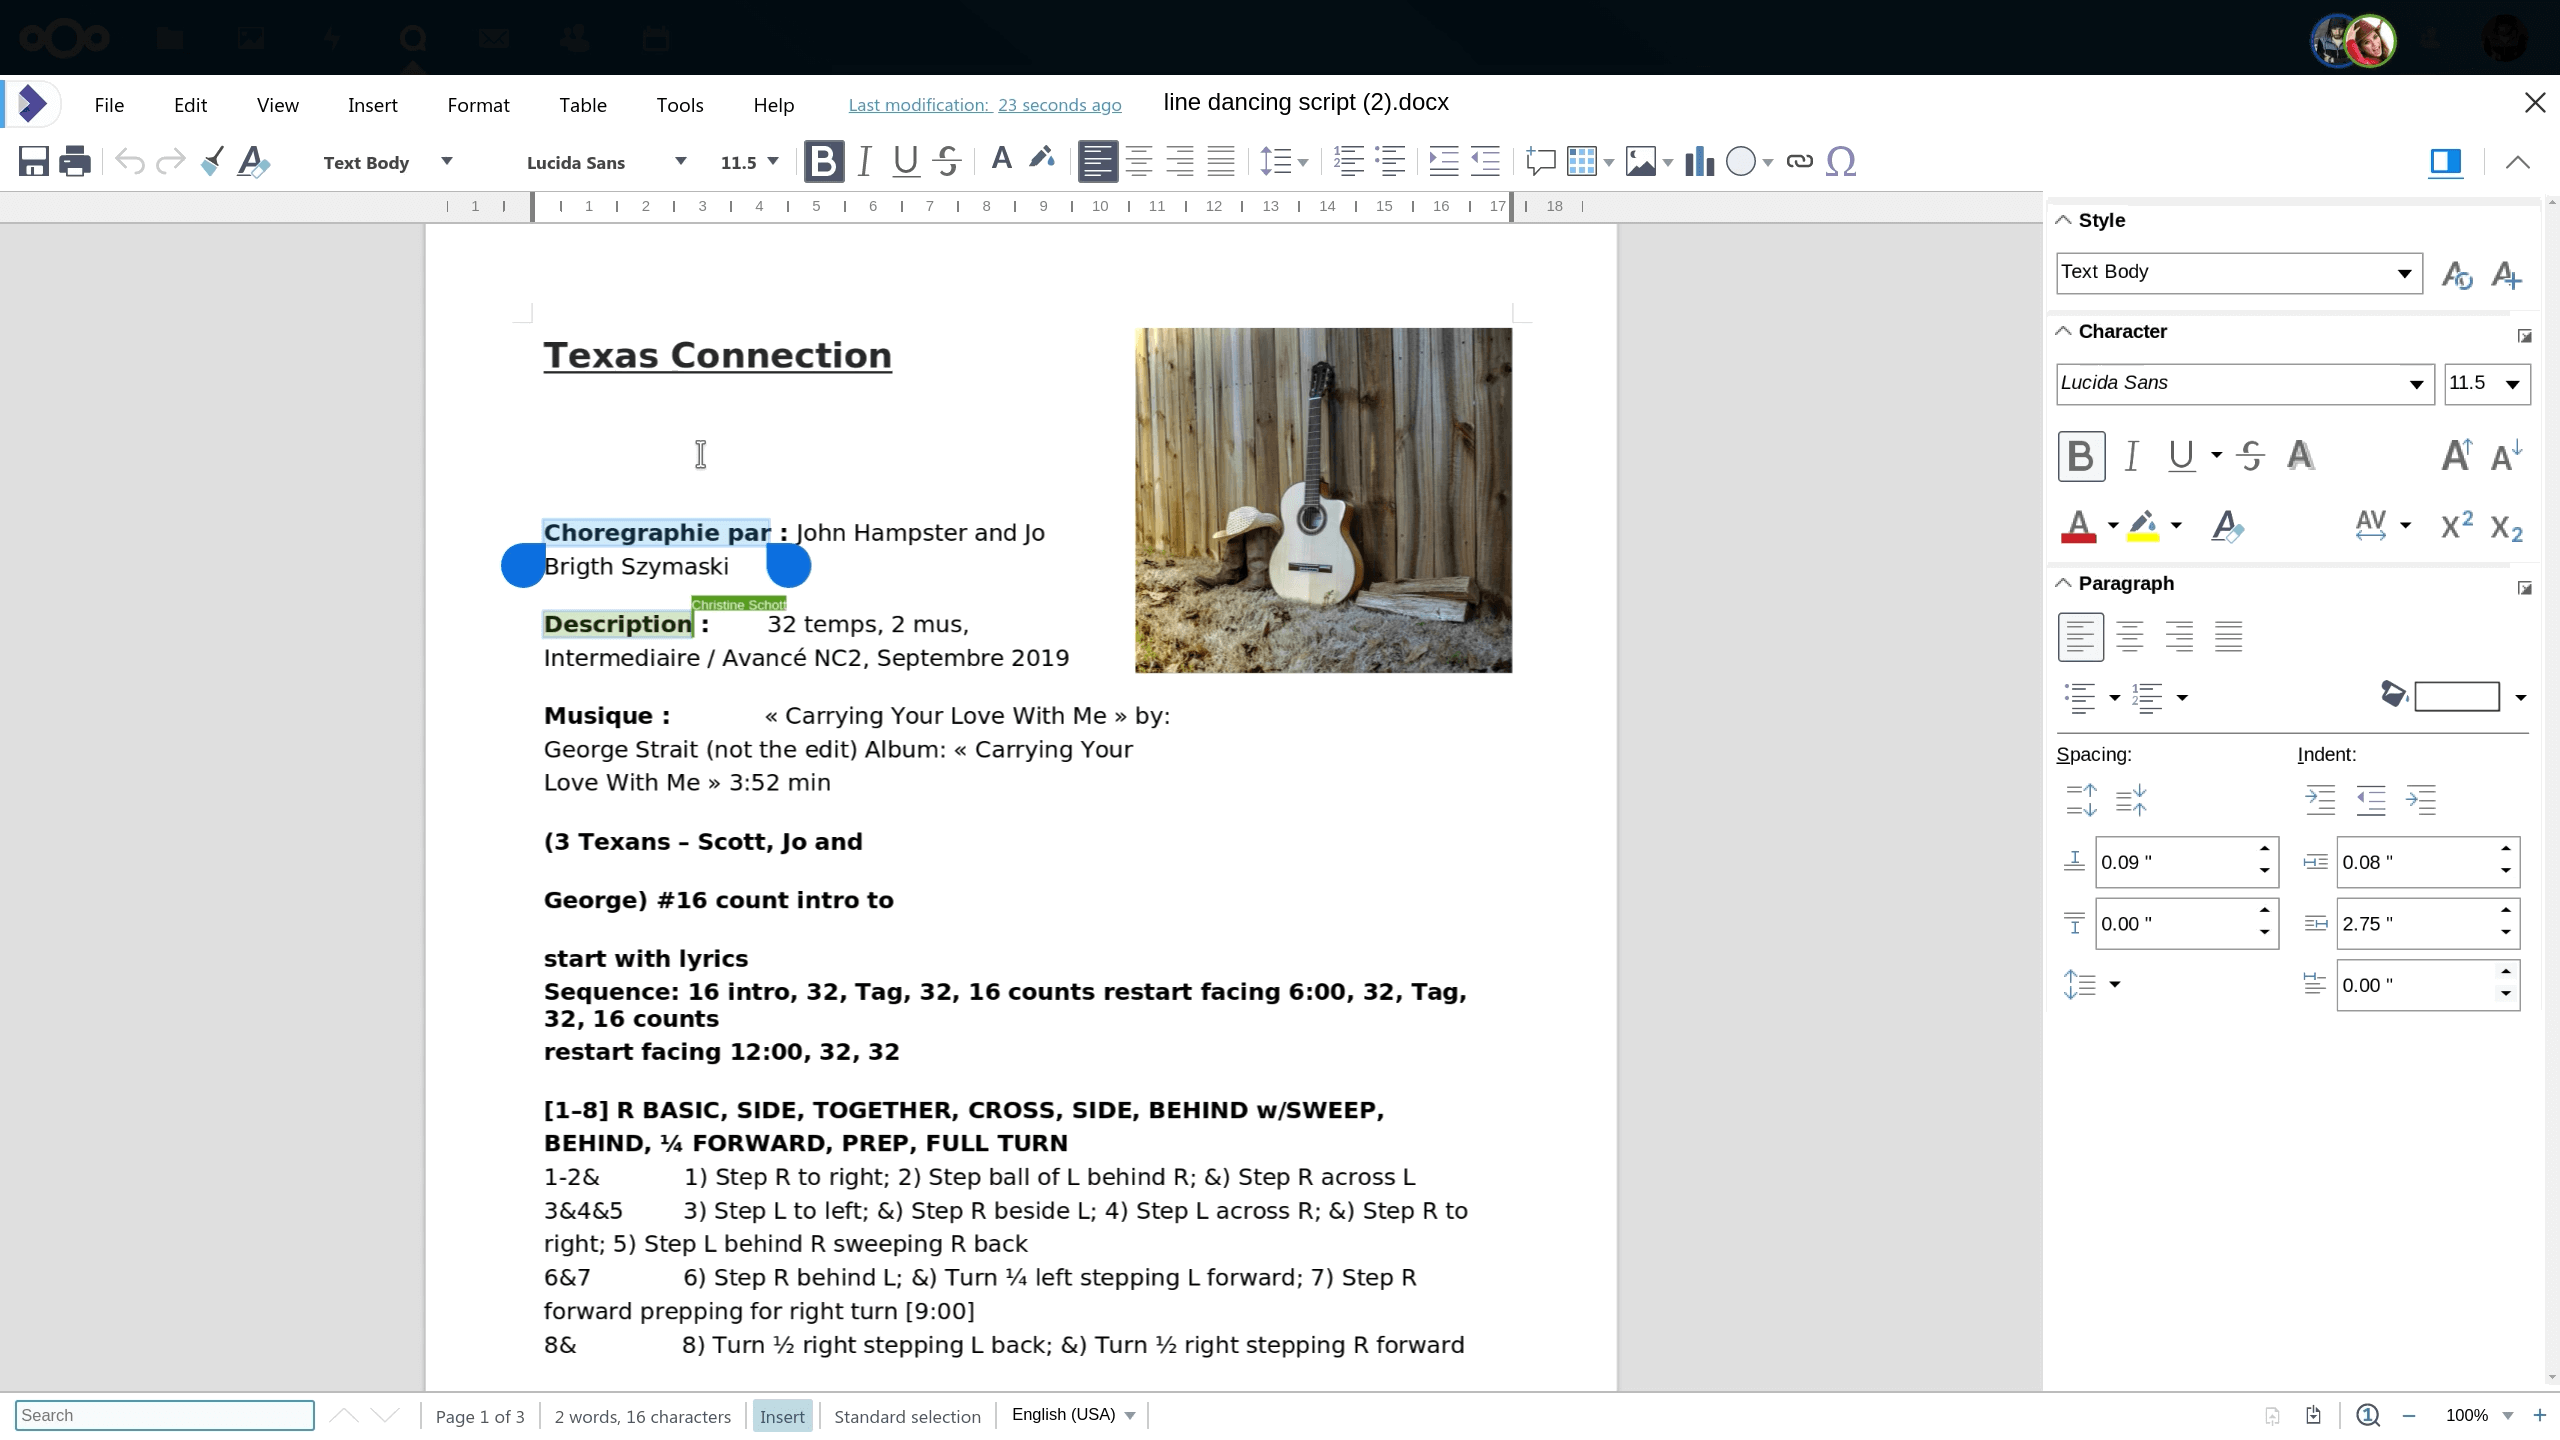 File Edit View Insert Format Table Tools Help Last modification: 23 seconds ago line dancing script (2).docx
Text Body Lucida Sans 11.5
1 1 2 3 4 5 6 7 8 9 10 11 12 13 14 15 16 17 18
Texas Connection
Choregraphie par : John Hampster and Jo
Brigth Szymaski
Christine Schott
Description : 32 temps, 2 mus,
Intermediaire / Avancé NC2, Septembre 2019
Musique : « Carrying Your Love With Me » by:
George Strait (not the edit) Album: « Carrying Your
Love With Me » 3:52 min
(3 Texans – Scott, Jo and
George) #16 count intro to
start with lyrics
Sequence: 16 intro, 32, Tag, 32, 16 counts restart facing 6:00, 32, Tag,
32, 16 counts
restart facing 12:00, 32, 32
[1–8] R BASIC, SIDE, TOGETHER, CROSS, SIDE, BEHIND w/SWEEP,
BEHIND, ¼ FORWARD, PREP, FULL TURN
1-2& 1) Step R to right; 2) Step ball of L behind R; &) Step R across L
3&4&5 3) Step L to left; &) Step R beside L; 4) Step L across R; &) Step R to
right; 5) Step L behind R sweeping R back
6&7 6) Step R behind L; &) Turn ¼ left stepping L forward; 7) Step R
forward prepping for right turn [9:00]
8& 8) Turn ½ right stepping L back; &) Turn ½ right stepping R forward
Style
Text Body
Character
Lucida Sans 11.5
Paragraph
Spacing: Indent:
0.09 " 0.08 "
0.00 " 2.75 "
0.00 "
Search Page 1 of 3 2 words, 16 characters Insert Standard selection English (USA) 100%